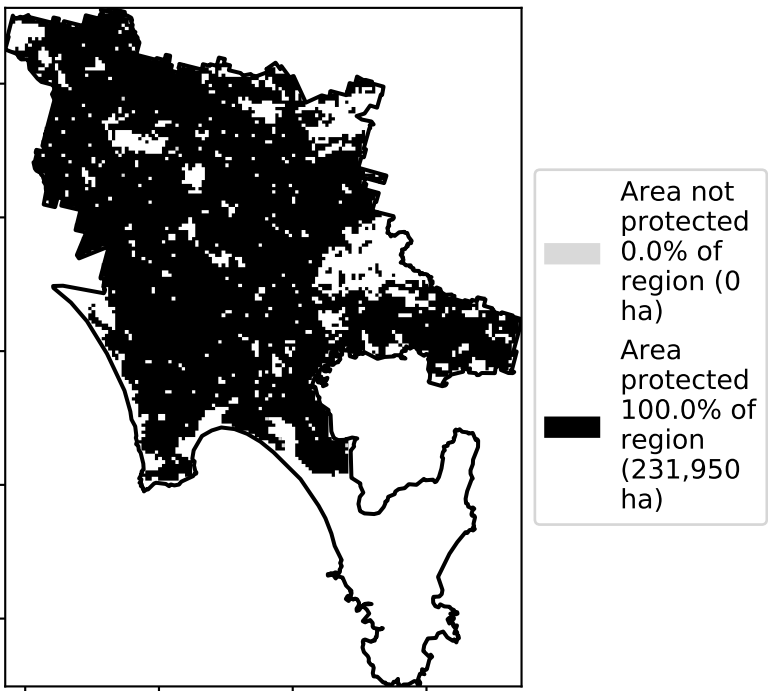 Area not
protected
0.0% of
region (0
ha)
Area
protected
100.0% of
region
(231,950
ha)